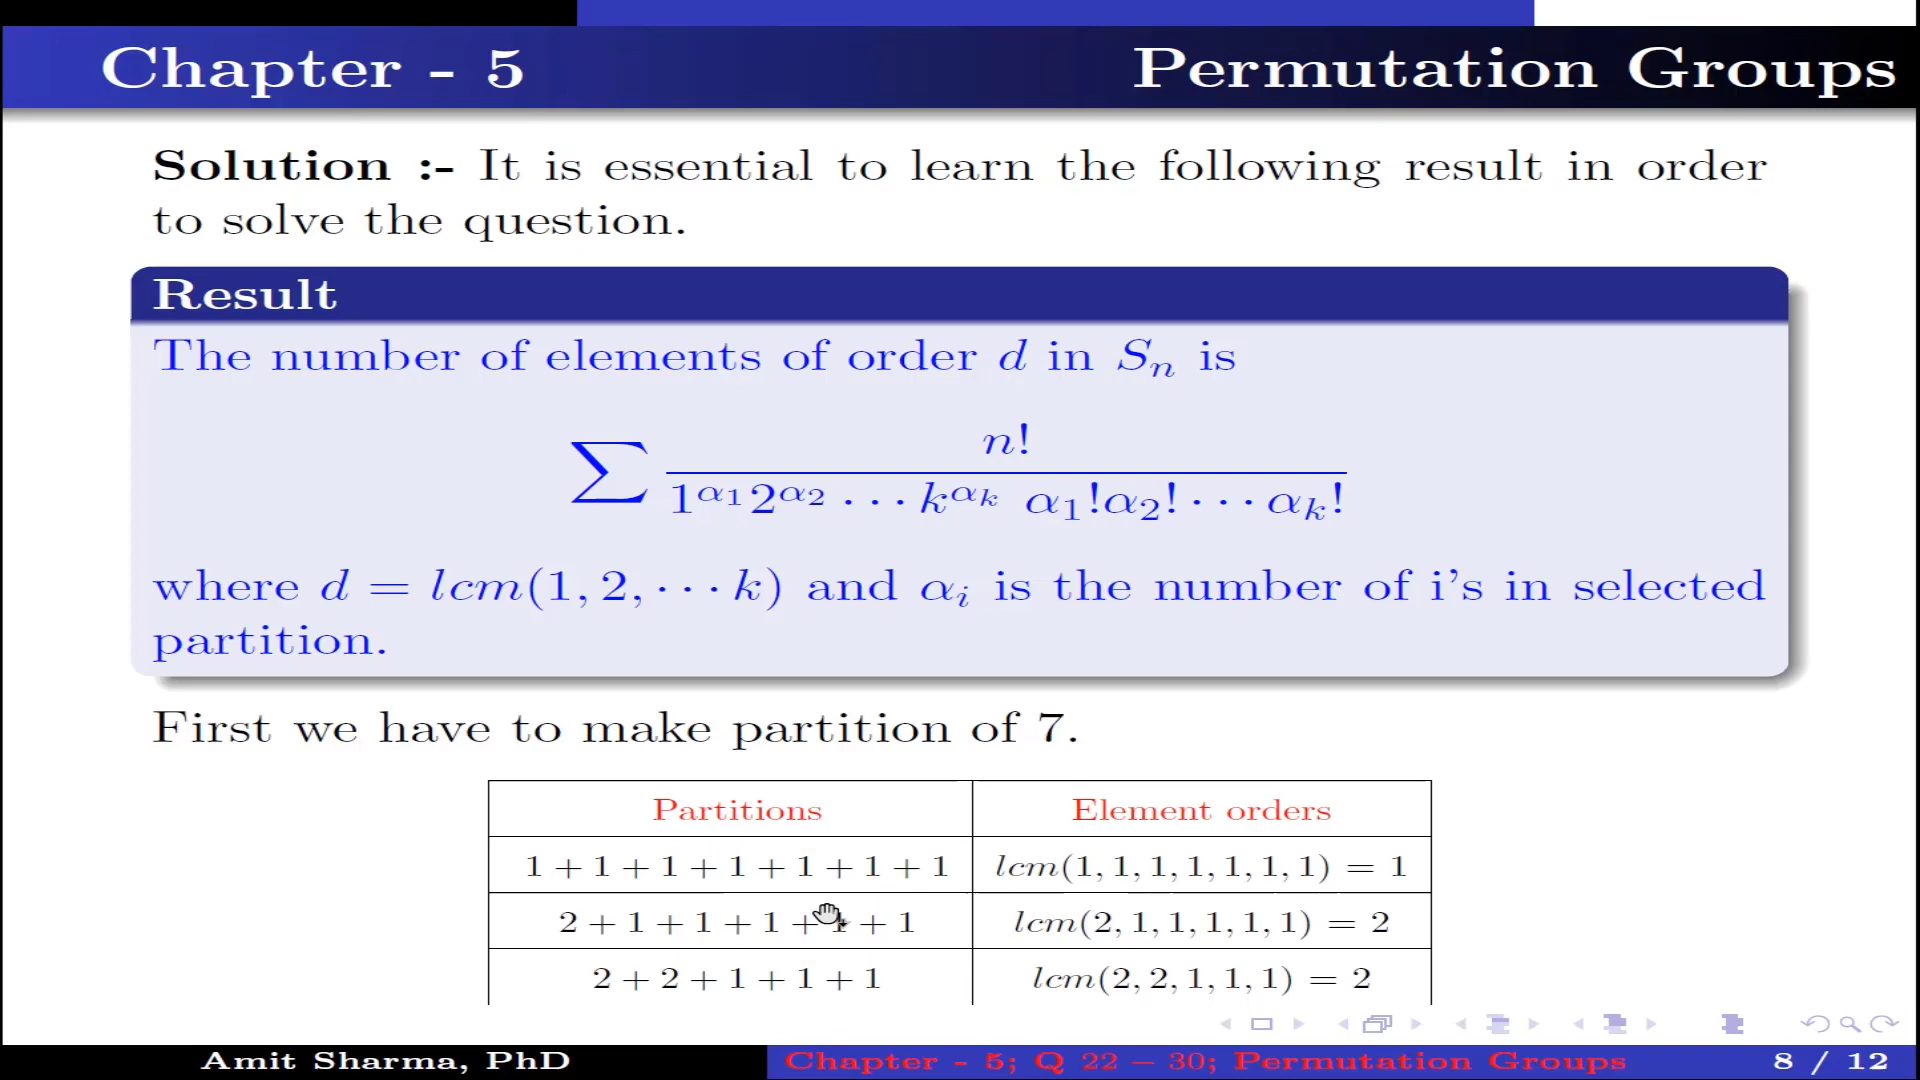 Chapter - 5 Permutation Groups
Solution :- It is essential to learn the following result in order
to solve the question.
Result
The number of elements of order d in Sₙ is
∑ n! / (1^α₁ 2^α₂ ··· k^αₖ α₁!α₂!···αₖ!)
where d = lcm(1, 2, ··· k) and αᵢ is the number of i's in selected
partition.
First we have to make partition of 7.
Partitions Element orders
1 + 1 + 1 + 1 + 1 + 1 + 1 lcm(1, 1, 1, 1, 1, 1, 1) = 1
2 + 1 + 1 + 1 + 1 + 1 lcm(2, 1, 1, 1, 1, 1) = 2
2 + 2 + 1 + 1 + 1 lcm(2, 2, 1, 1, 1) = 2
Amit Sharma, PhD Chapter - 5; Q 22 – 30; Permutation Groups 8 / 12